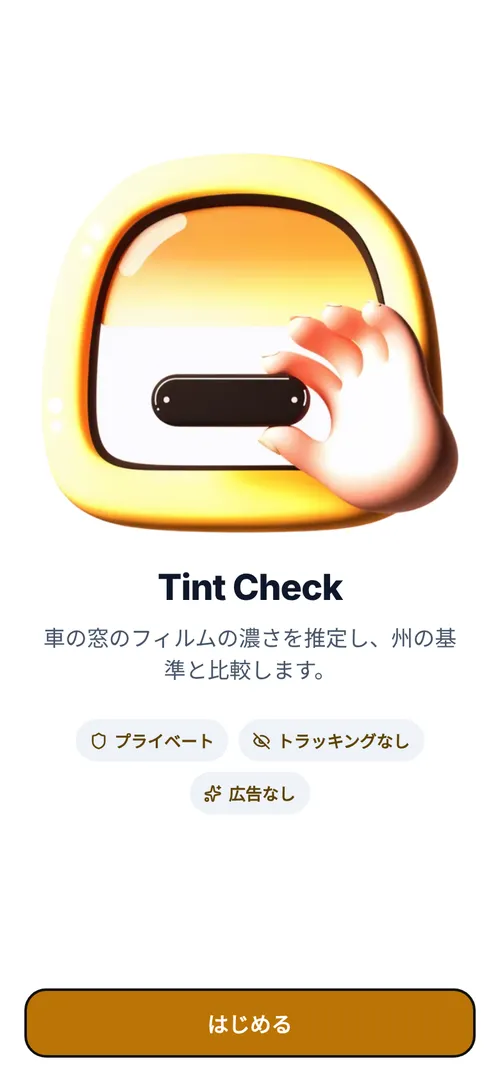 Tint Check
車の窓のフィルムの濃さを推定し、州の基
準と比較します。
プライベート
トラッキングなし
広告なし
はじめる